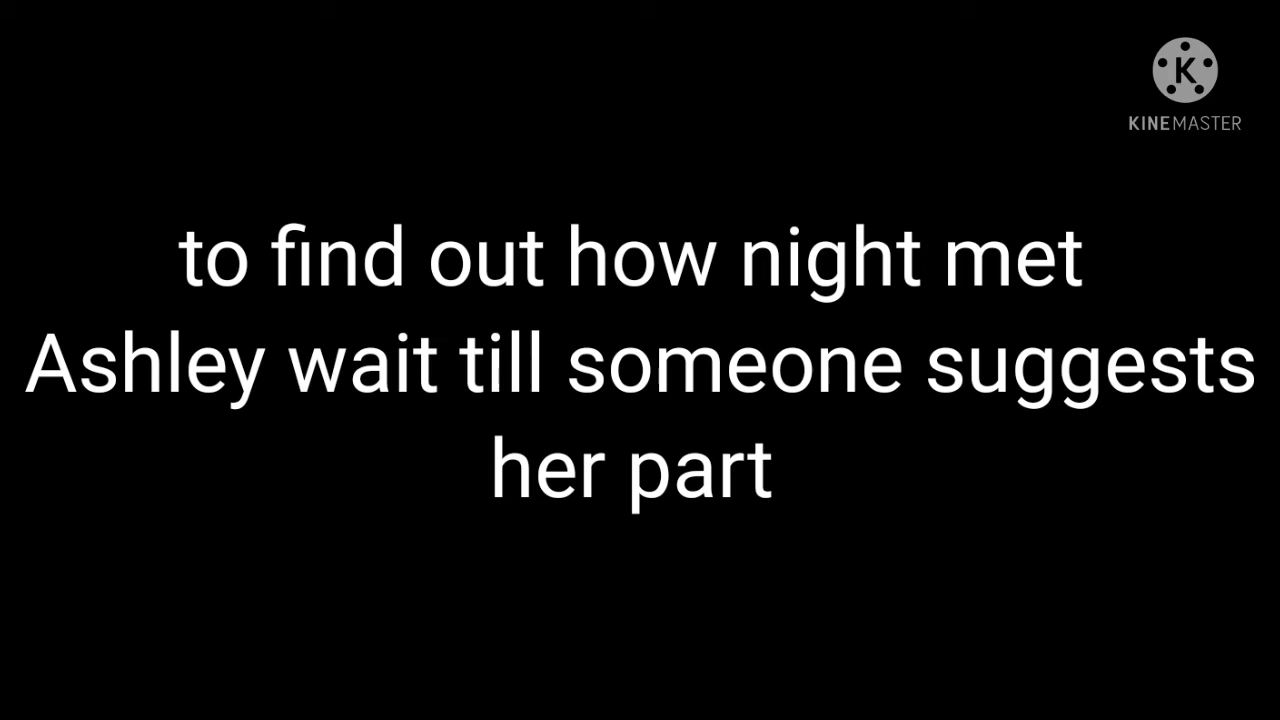 K
KINEMASTER
to find out how night met
Ashley wait till someone suggests
her part